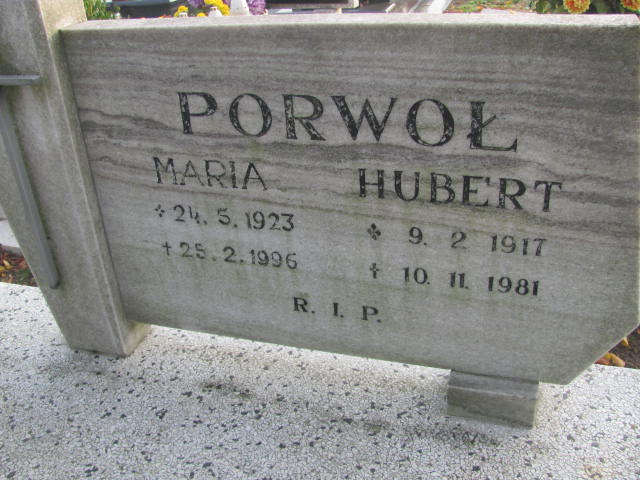 PORWOŁ
MARIA HUBERT
* 24. 5. 1923 * 9. 2. 1917
† 25. 2. 1996 † 10. 11. 1981
R. I. P.